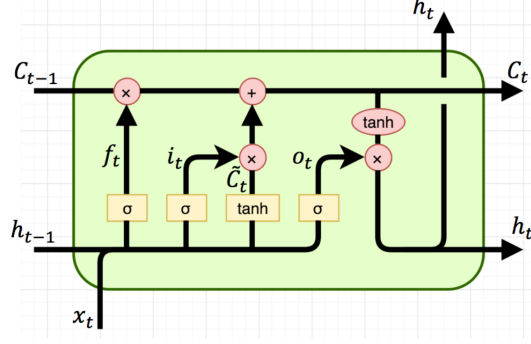 h_t
C_{t-1} × + C_t
tanh
f_t i_t × o_t ×
C̃_t
σ σ tanh σ
h_{t-1} h_t
x_t